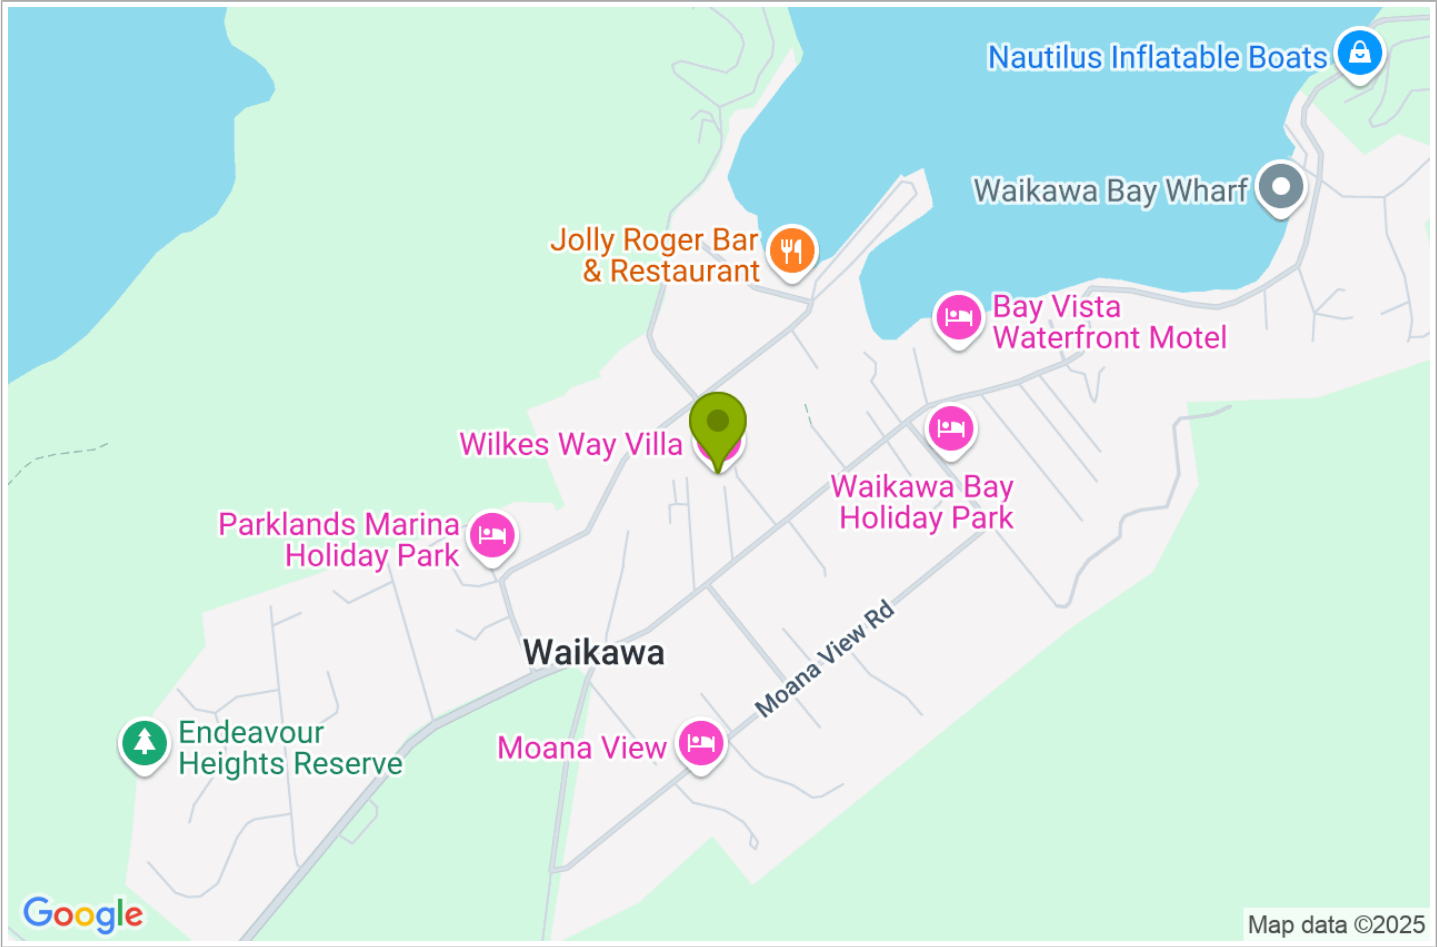 Nautilus Inflatable Boats
Waikawa Bay Wharf
Jolly Roger Bar
& Restaurant
Bay Vista
Waterfront Motel
Wilkes Way Villa
Waikawa Bay
Holiday Park
Parklands Marina
Holiday Park
Moana View Rd
Waikawa
Endeavour
Heights Reserve
Moana View
Google
Map data ©2025